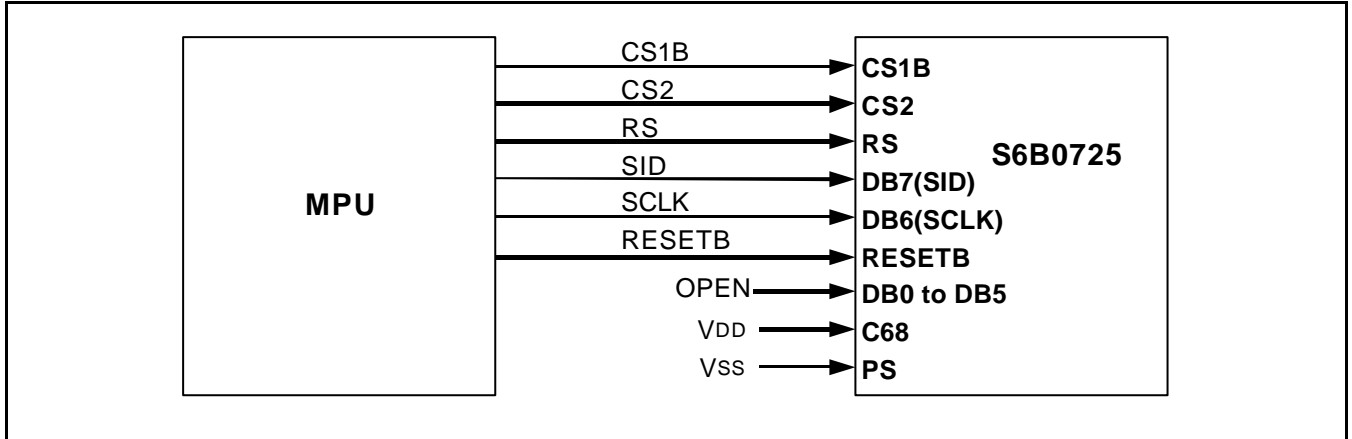 CS1B
CS2
RS
SID
SCLK
RESETB
OPEN
VDD
VSS
MPU
CS1B
CS2
RS
DB7(SID)
DB6(SCLK)
RESETB
DB0 to DB5
C68
PS
S6B0725